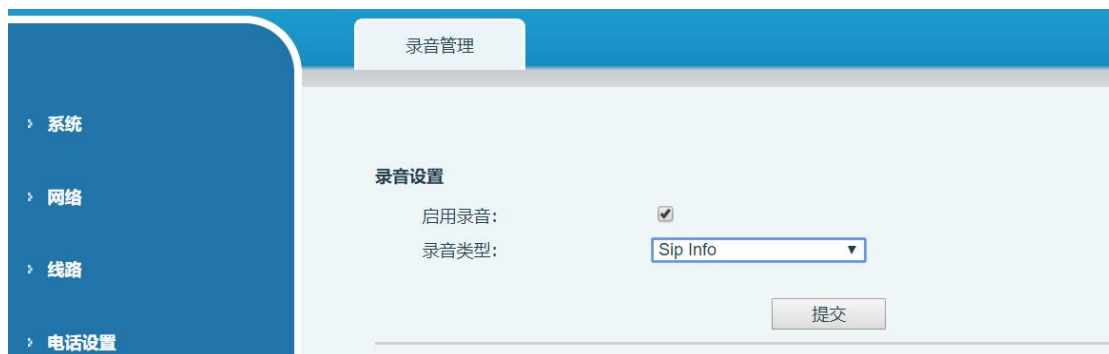 录音管理
系统
网络
线路
电话设置
录音设置
启用录音:
录音类型: Sip Info
提交